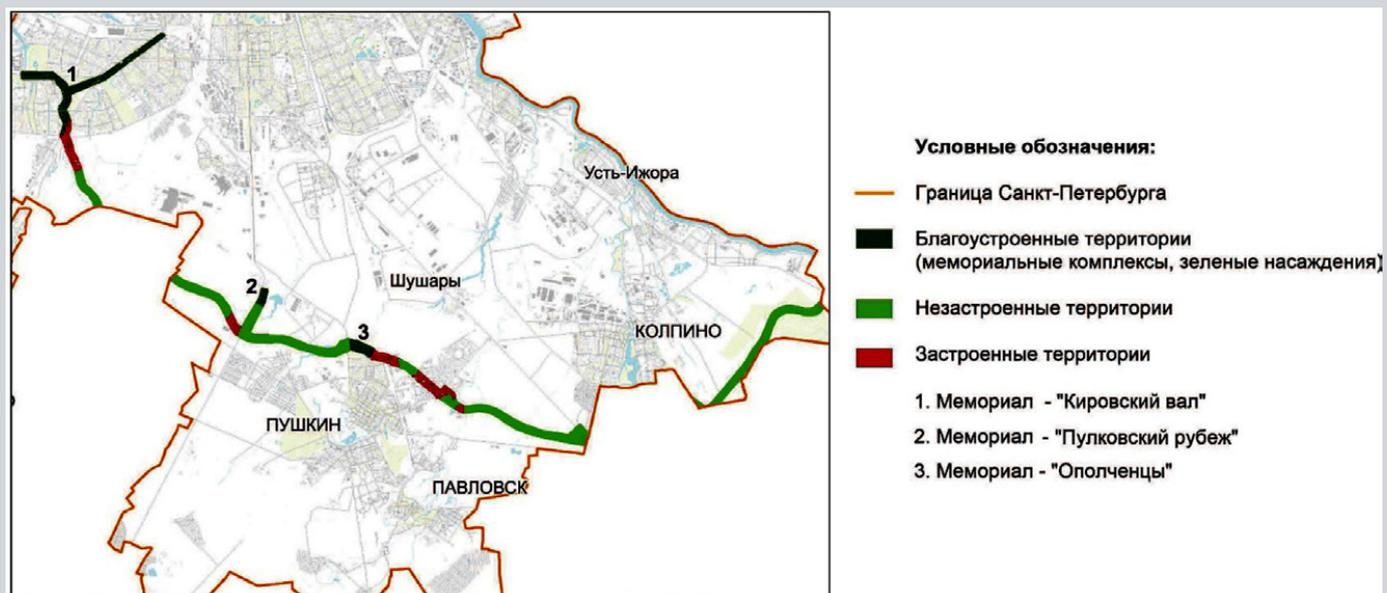 1
Усть-Ижора
Шушары
2
3
КОЛПИНО
ПУШКИН
ПАВЛОВСК
Условные обозначения:
Граница Санкт-Петербурга
Благоустроенные территории
(мемориальные комплексы, зеленые насаждения)
Незастроенные территории
Застроенные территории
1. Мемориал - "Кировский вал"
2. Мемориал - "Пулковский рубеж"
3. Мемориал - "Ополченцы"